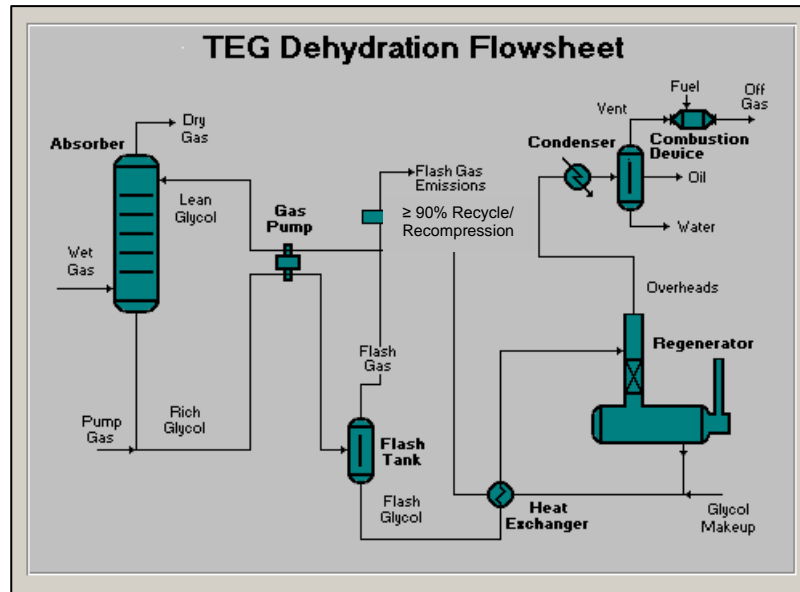 TEG Dehydration Flowsheet
Fuel
Off
Gas
Vent
Dry
Gas
Absorber
Condenser
Combustion
Device
Flash Gas
Emissions
Oil
Lean
Glycol
Gas
Pump
≥ 90% Recycle/
Recompression
Water
Wet
Gas
Overheads
Regenerator
Flash
Gas
Pump
Gas
Rich
Glycol
Flash
Tank
Flash
Glycol
Heat
Exchanger
Glycol
Makeup